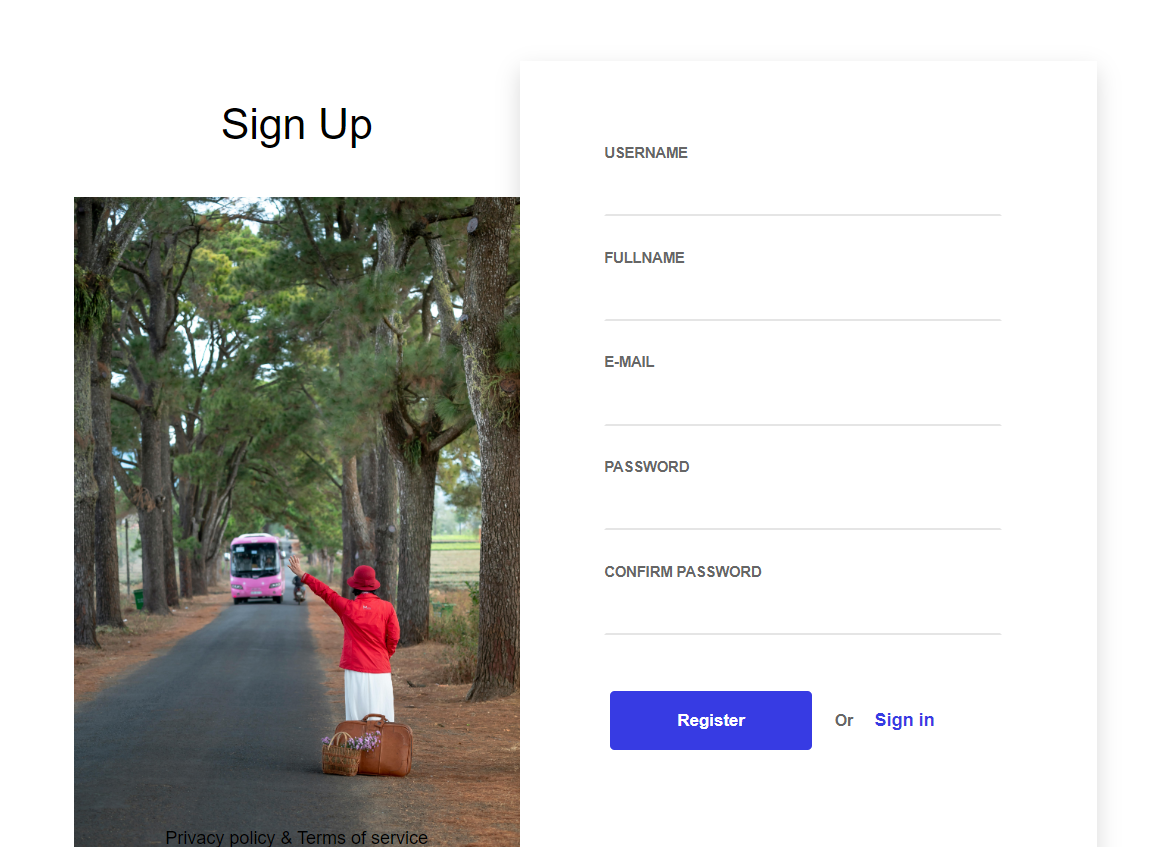 Sign Up
USERNAME
FULLNAME
E-MAIL
PASSWORD
CONFIRM PASSWORD
Register Or Sign in
Privacy policy & Terms of service